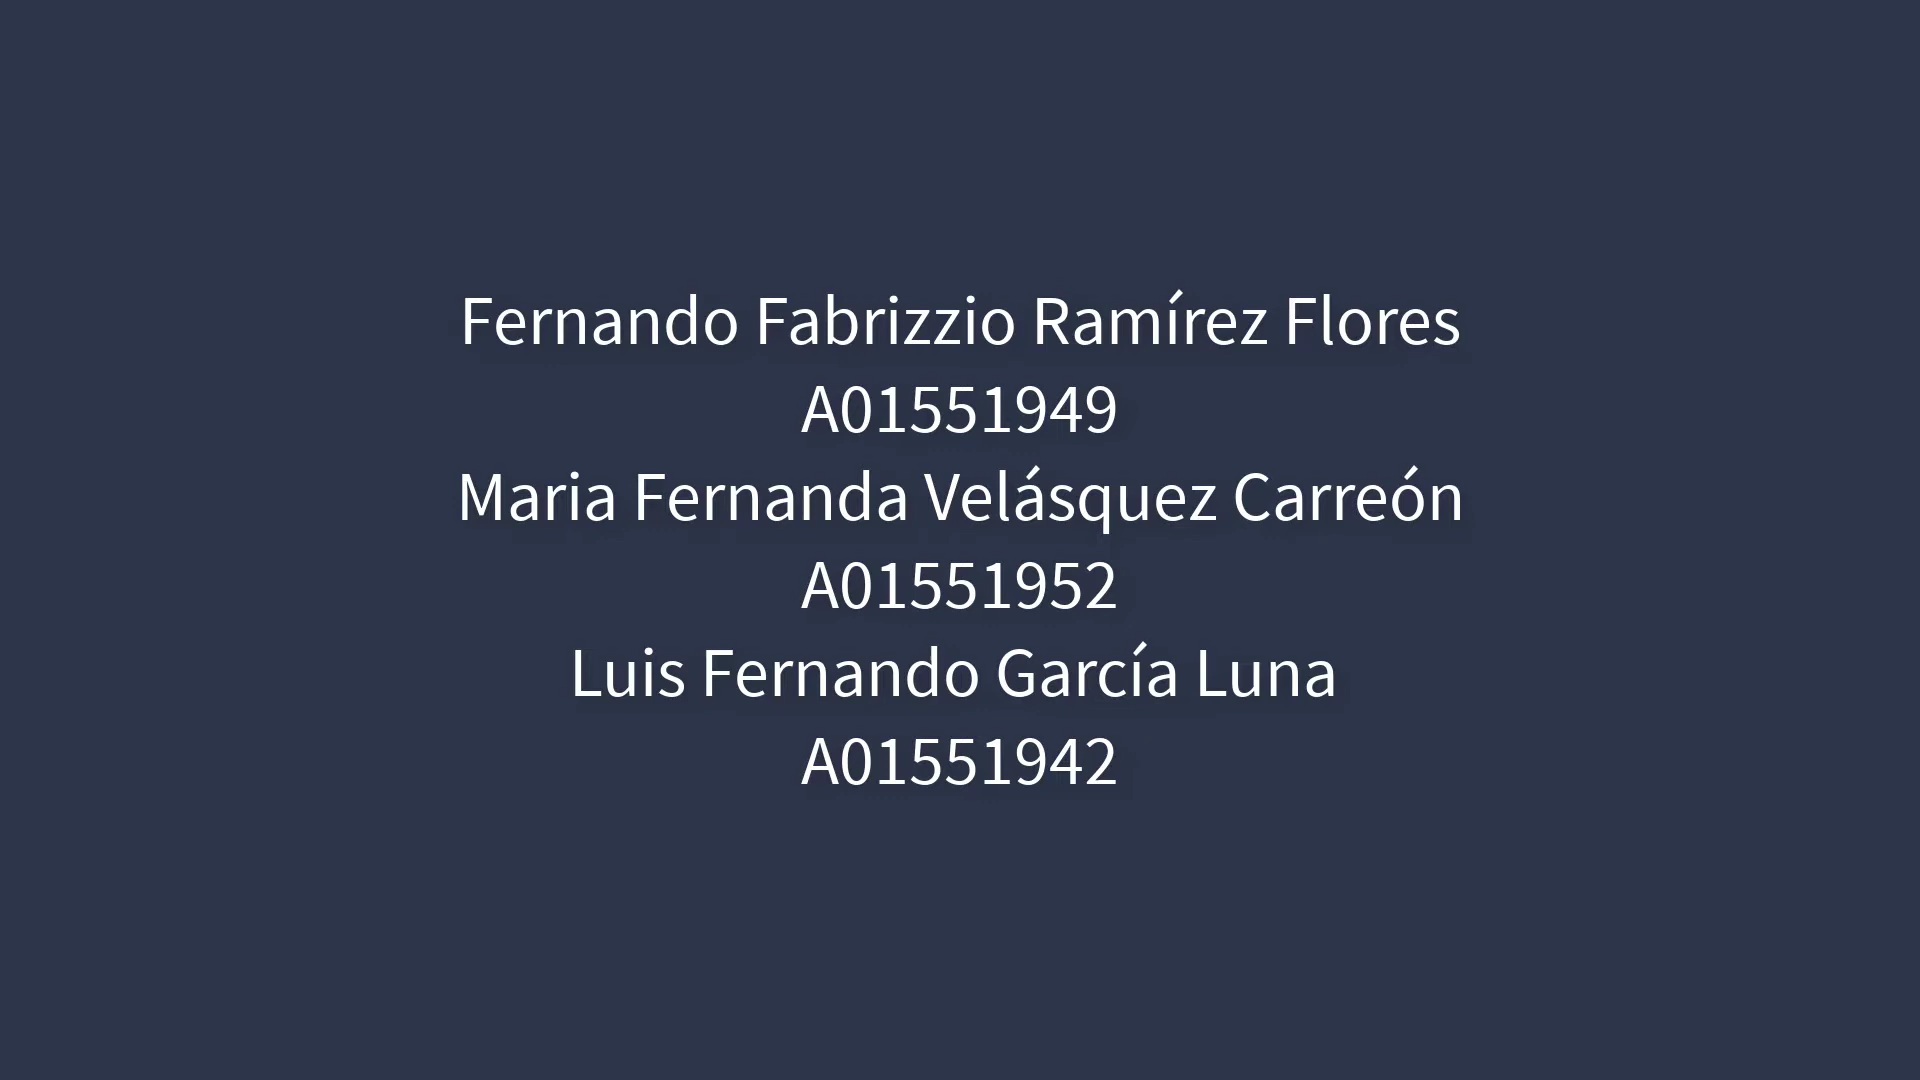 Fernando Fabrizzio Ramírez Flores
A01551949
Maria Fernanda Velásquez Carreón
A01551952
Luis Fernando García Luna
A01551942